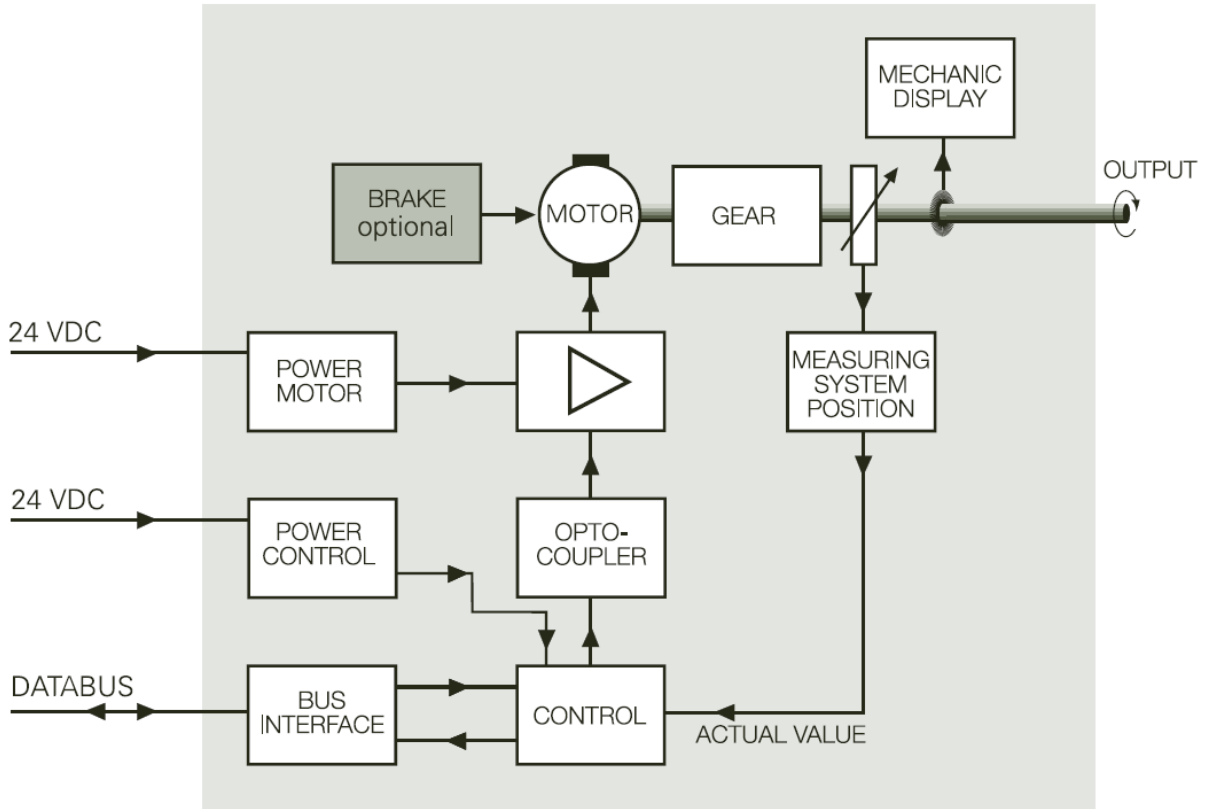 MECHANIC
DISPLAY
OUTPUT
BRAKE
optional
MOTOR
GEAR
24 VDC
POWER
MOTOR
MEASURING
SYSTEM
POSITION
24 VDC
POWER
CONTROL
OPTO-
COUPLER
DATABUS
BUS
INTERFACE
CONTROL
ACTUAL VALUE